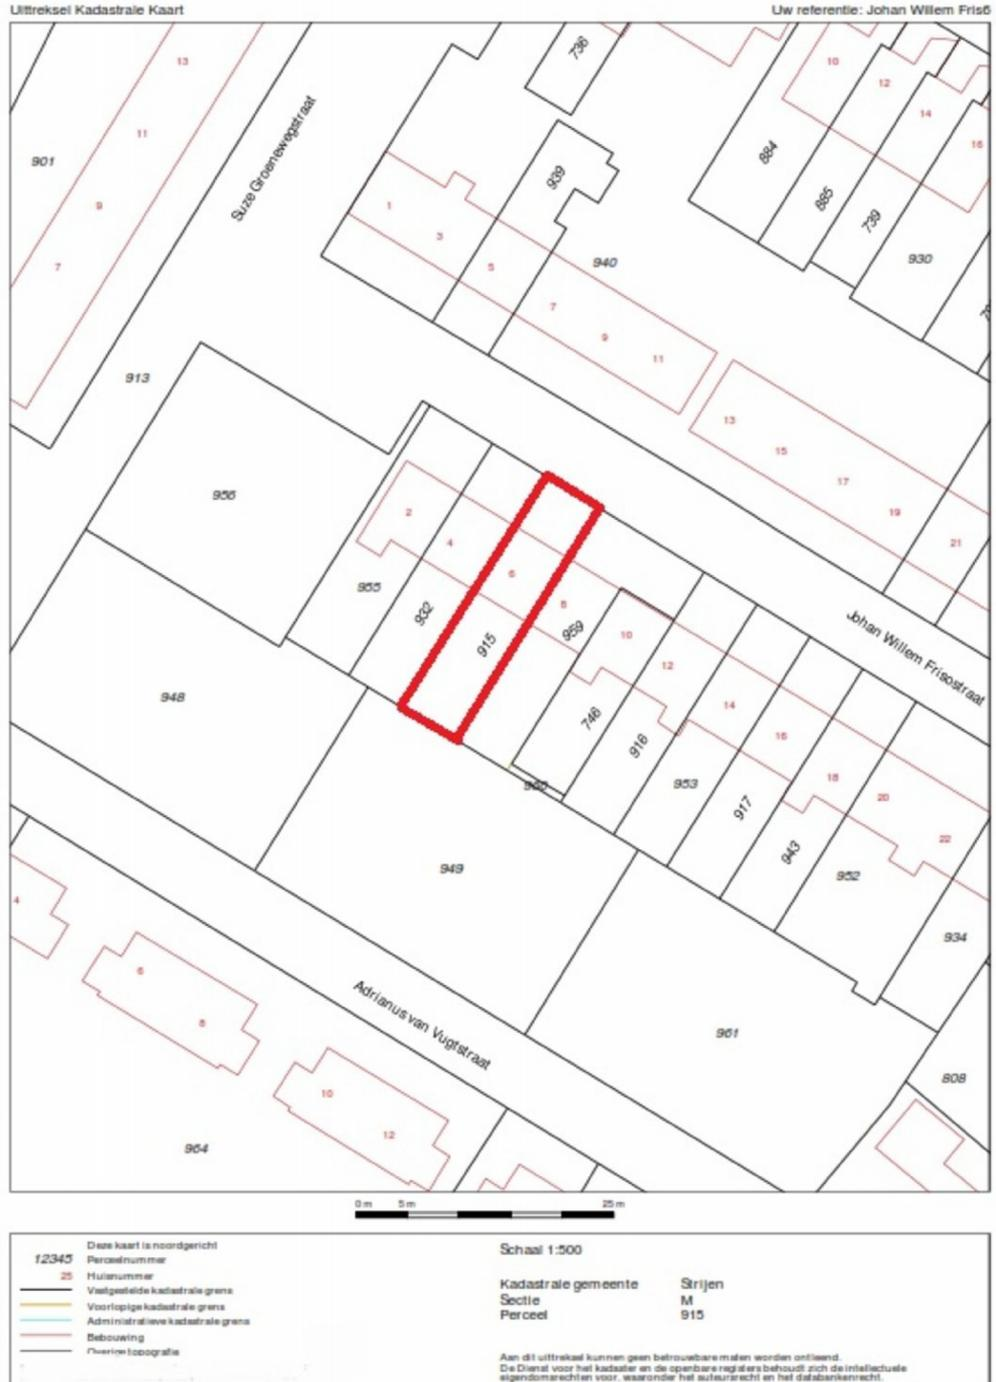 Uittreksel Kadastrale Kaart
Uw referentie: Johan Willem Fris6
13
11
9
7
901
Suze Groenewegstraat
736
939
1
3
5
7
9
11
940
10
12
14
16
884
885
739
930
913
956
13
15
17
19
21
2
4
6
8
955
932
915
959
10
12
14
16
18
20
22
746
916
953
917
943
952
934
Johan Willem Frisostraat
948
949
961
808
4
6
8
10
12
964
Adrianus van Vugtstraat
0 m 5 m 25 m
Deze kaart is noordgericht
12345 Perceelnummer
25 Huisnummer
Vastgestelde kadastrale grens
Voorlopige kadastrale grens
Administratieve kadastrale grens
Bebouwing
Overige topografie
Schaal 1:500
Kadastrale gemeente Strijen
Sectie M
Perceel 915
Aan dit uittreksel kunnen geen betrouwbare maten worden ontleend.
De Dienst voor het kadaster en de openbare registers behoudt zich de intellectuele
eigendomsrechten voor, waaronder het auteursrecht en het databankenrecht.